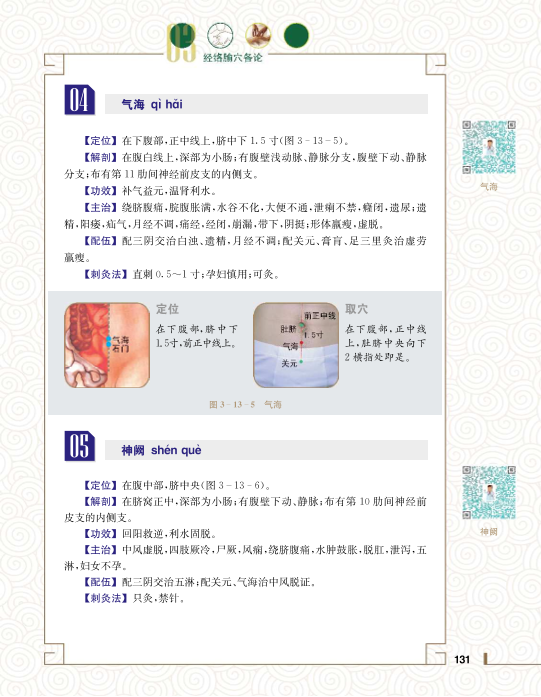 03
经络腧穴各论
04
气海 qì hǎi
【定位】在下腹部,正中线上,脐中下 1.5 寸(图 3-13-5)。
【解剖】在腹白线上,深部为小肠;有腹壁浅动脉、静脉分支,腹壁下动、静脉
分支;布有第 11 肋间神经前皮支的内侧支。
【功效】补气益元,温肾利水。
【主治】绕脐腹痛,脘腹胀满,水谷不化,大便不通,泄痢不禁,癃闭,遗尿;遗
精,阳痿,疝气,月经不调,痛经,经闭,崩漏,带下,阴挺;形体羸瘦,虚脱。
【配伍】配三阴交治白浊、遗精,月经不调;配关元、膏肓、足三里灸治虚劳
羸瘦。
【刺灸法】直刺 0.5～1 寸;孕妇慎用;可灸。
气海
气海
石门
定位
在下腹部,脐中下
1.5寸,前正中线上。
前正中线
肚脐
1.5寸
气海
关元
取穴
在下腹部,正中线
上,肚脐中央向下
2 横指处即是。
图 3-13-5 气海
05
神阙 shén què
【定位】在腹中部,脐中央(图 3-13-6)。
【解剖】在脐窝正中,深部为小肠;有腹壁下动、静脉;布有第 10 肋间神经前
皮支的内侧支。
【功效】回阳救逆,利水固脱。
【主治】中风虚脱,四肢厥冷,尸厥,风痫,绕脐腹痛,水肿鼓胀,脱肛,泄泻,五
淋,妇女不孕。
【配伍】配三阴交治五淋;配关元、气海治中风脱证。
【刺灸法】只灸,禁针。
神阙
131